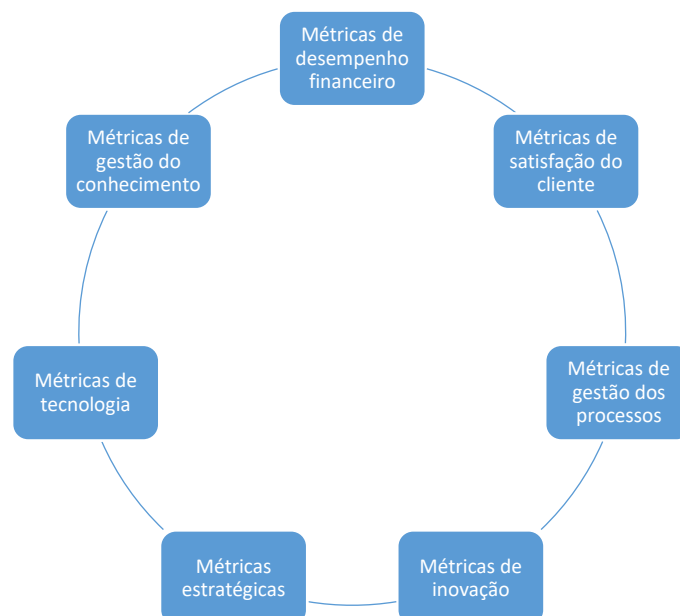 Métricas de
desempenho
financeiro
Métricas de
satisfação do
cliente
Métricas de
gestão dos
processos
Métricas de
inovação
Métricas
estratégicas
Métricas de
tecnologia
Métricas de
gestão do
conhecimento